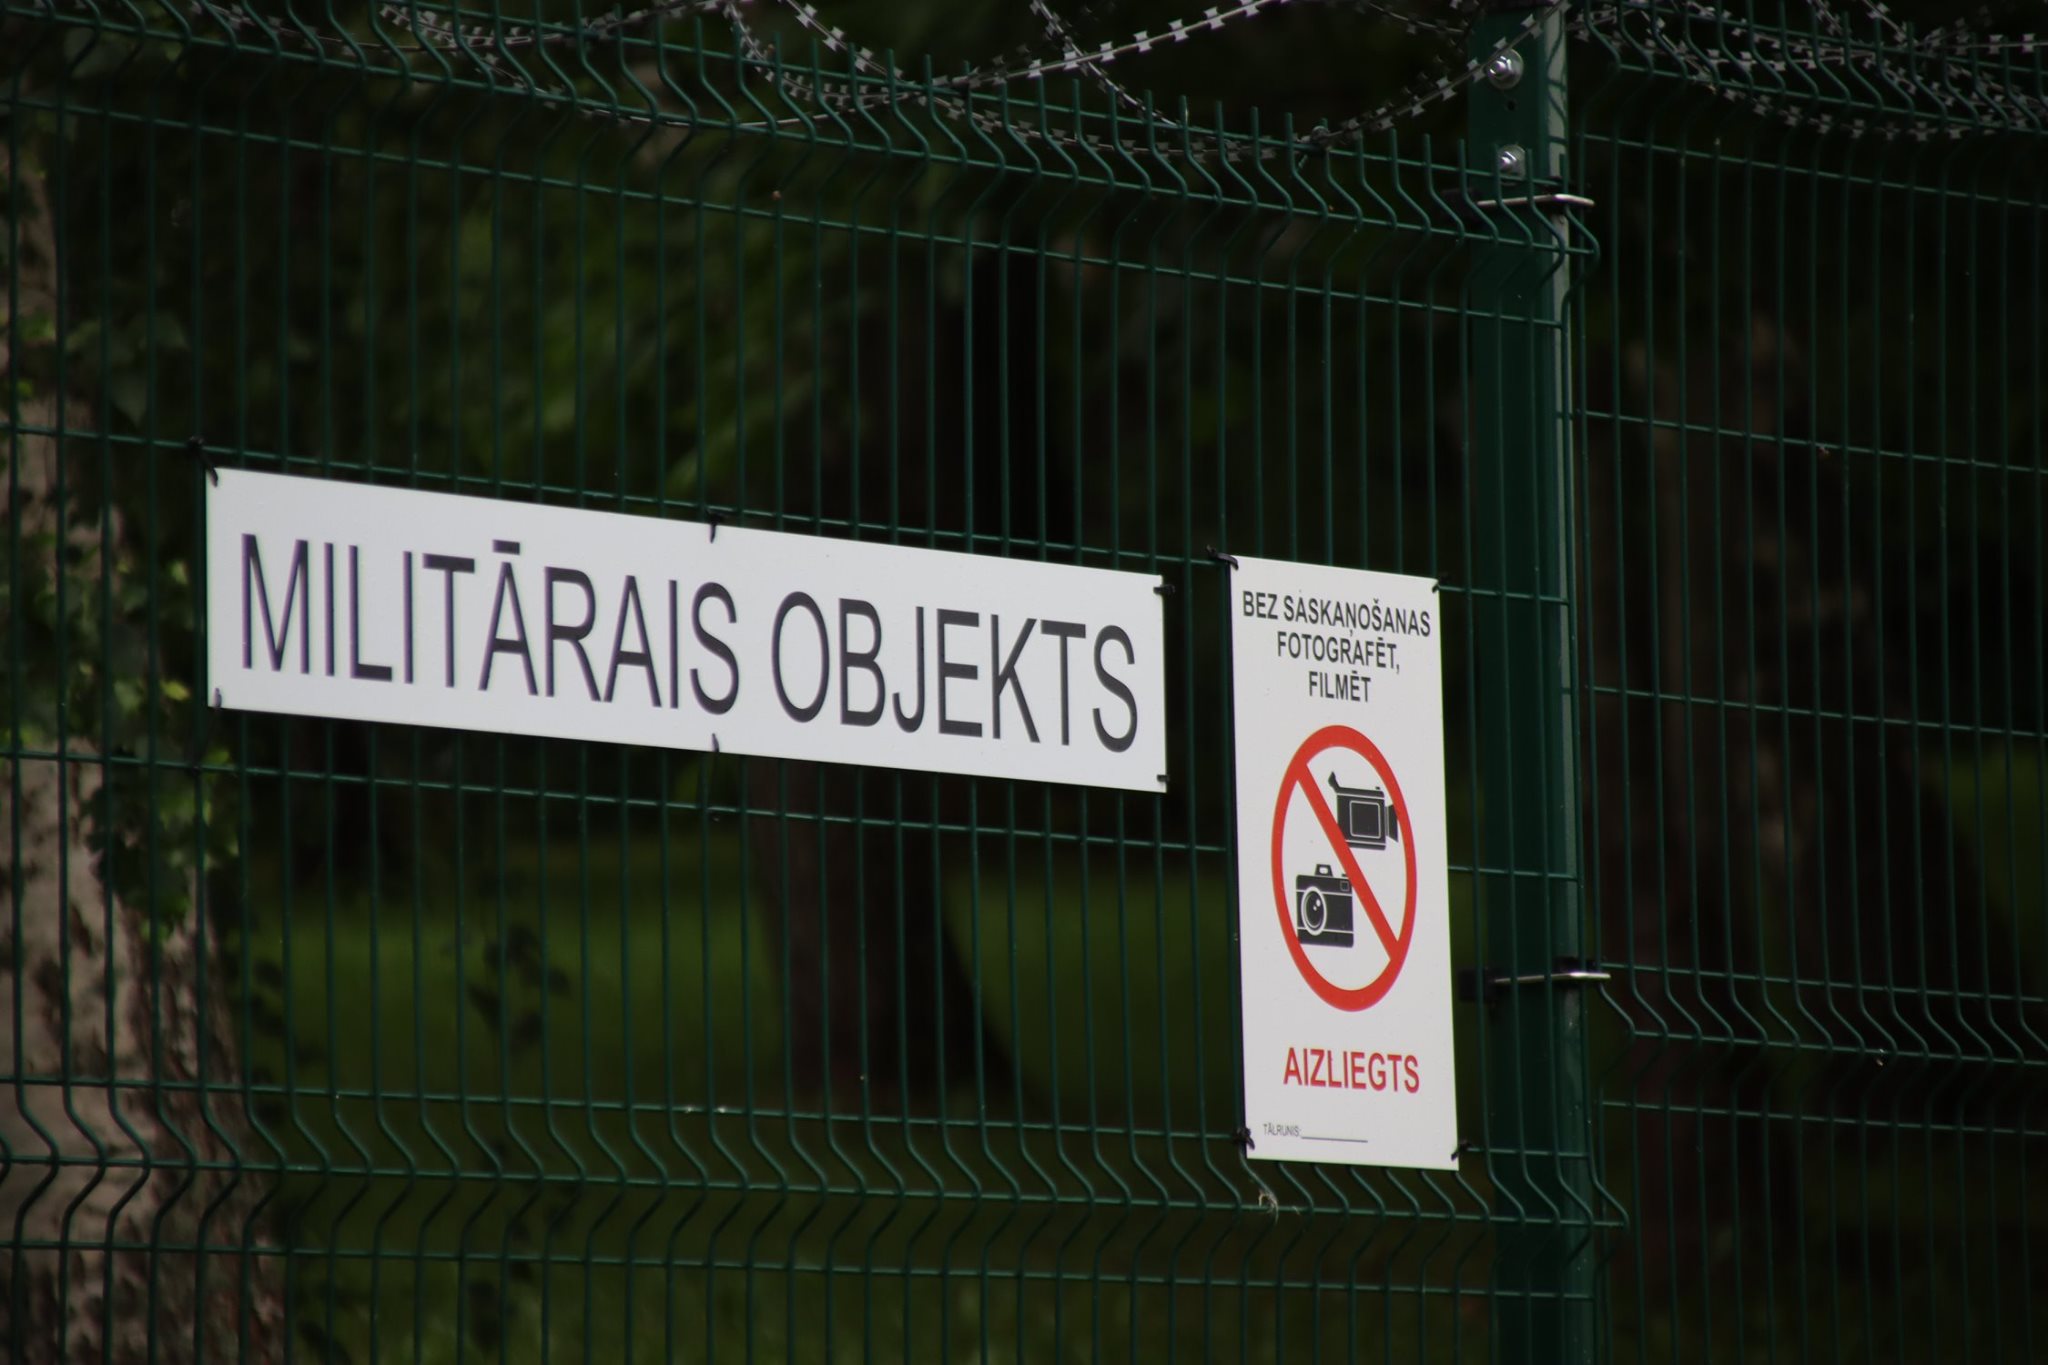 MILITĀRAIS OBJEKTS
BEZ SASKAŅOŠANAS
FOTOGRAFĒT,
FILMĒT
AIZLIEGTS
TĀLRUNIS: